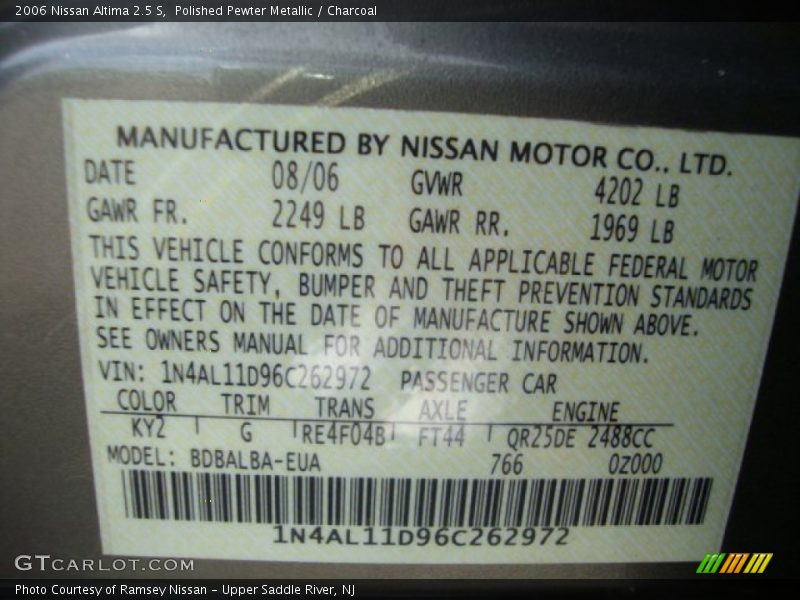 2006 Nissan Altima 2.5 S, Polished Pewter Metallic / Charcoal
MANUFACTURED BY NISSAN MOTOR CO., LTD.
DATE 08/06 GVWR 4202 LB
GAWR FR. 2249 LB GAWR RR. 1969 LB
THIS VEHICLE CONFORMS TO ALL APPLICABLE FEDERAL MOTOR
VEHICLE SAFETY, BUMPER AND THEFT PREVENTION STANDARDS
IN EFFECT ON THE DATE OF MANUFACTURE SHOWN ABOVE.
SEE OWNERS MANUAL FOR ADDITIONAL INFORMATION.
VIN: 1N4AL11D96C262972 PASSENGER CAR
COLOR TRIM TRANS AXLE ENGINE
KY2 G RE4F04B FT44 QR25DE 2488CC
MODEL: BDBALBA-EUA 766 0Z000
1N4AL11D96C262972
GTCARLOT.COM
Photo Courtesy of Ramsey Nissan - Upper Saddle River, NJ